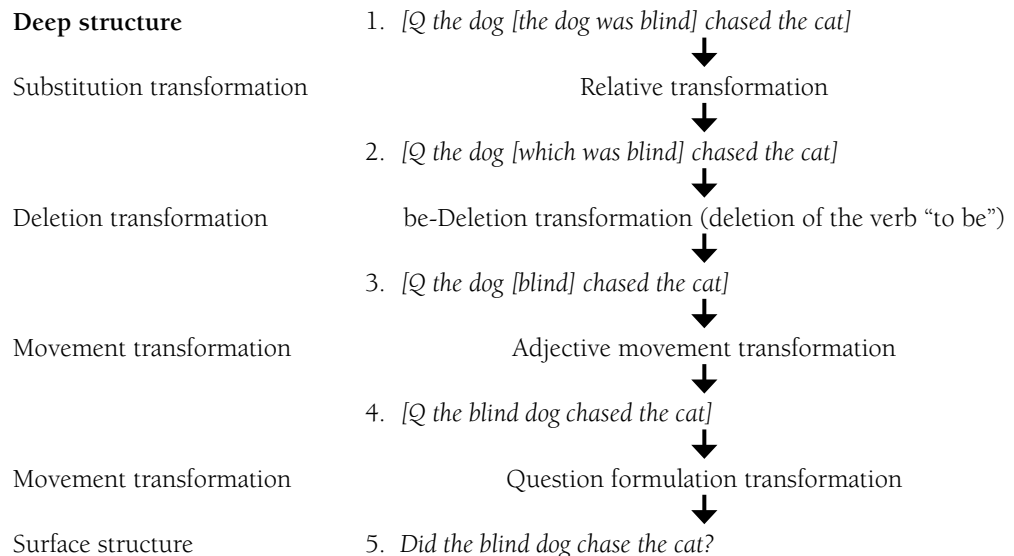 Deep structure 1. [Q the dog [the dog was blind] chased the cat]
Substitution transformation Relative transformation
2. [Q the dog [which was blind] chased the cat]
Deletion transformation be-Deletion transformation (deletion of the verb “to be”)
3. [Q the dog [blind] chased the cat]
Movement transformation Adjective movement transformation
4. [Q the blind dog chased the cat]
Movement transformation Question formulation transformation
Surface structure 5. Did the blind dog chase the cat?